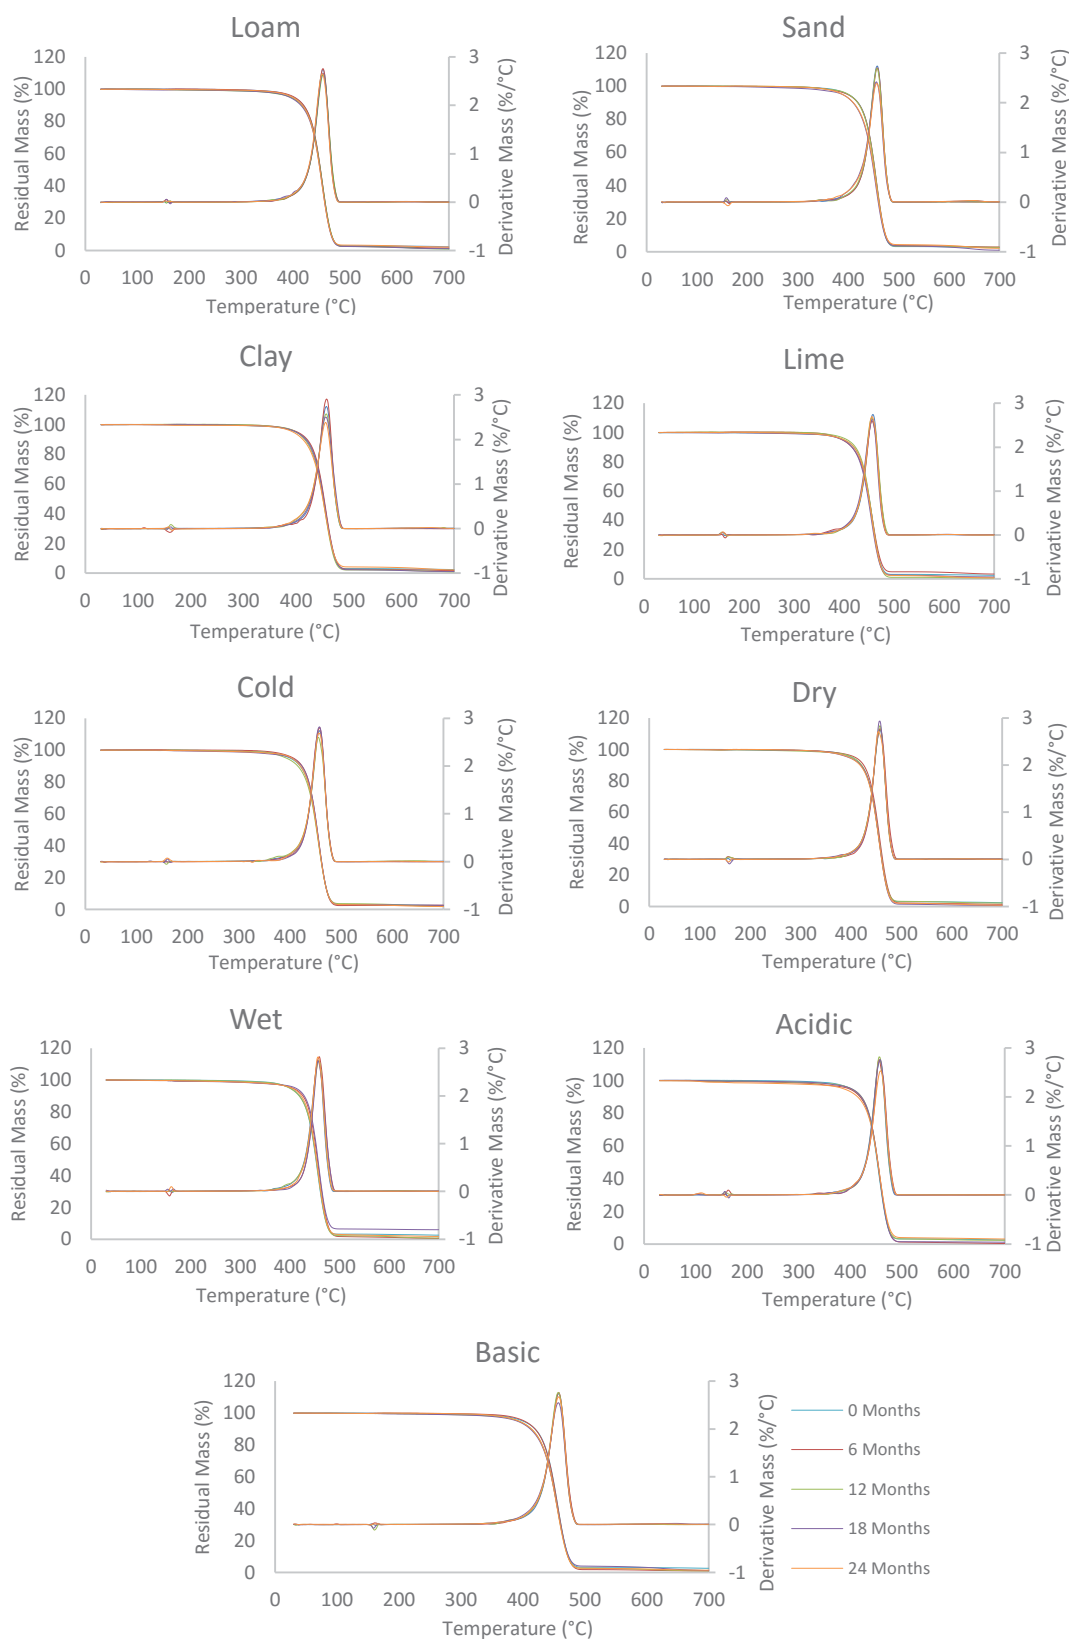 Loam
120
100
80
60
40
20
0
Residual Mass (%)
3
2
1
0
-1
Derivative Mass (%/°C)
0 100 200 300 400 500 600 700
Temperature (°C)
Sand
120
100
80
60
40
20
0
Residual Mass (%)
3
2
1
0
-1
Derivative Mass (%/°C)
0 100 200 300 400 500 600 700
Temperature (°C)
Clay
120
100
80
60
40
20
0
Residual Mass (%)
3
2
1
0
-1
Derivative Mass (%/°C)
0 100 200 300 400 500 600 700
Temperature (°C)
Lime
120
100
80
60
40
20
0
Residual Mass (%)
3
2
1
0
-1
Derivative Mass (%/°C)
0 100 200 300 400 500 600 700
Temperature (°C)
Cold
120
100
80
60
40
20
0
Residual Mass (%)
3
2
1
0
-1
Derivative Mass (%/°C)
0 100 200 300 400 500 600 700
Temperature (°C)
Dry
120
100
80
60
40
20
0
Residual Mass (%)
3
2
1
0
-1
Derivative Mass (%/°C)
0 100 200 300 400 500 600 700
Temperature (°C)
Wet
120
100
80
60
40
20
0
Residual Mass (%)
3
2
1
0
-1
Derivative Mass (%/°C)
0 100 200 300 400 500 600 700
Temperature (°C)
Acidic
120
100
80
60
40
20
0
Residual Mass (%)
3
2
1
0
-1
Derivative Mass (%/°C)
0 100 200 300 400 500 600 700
Temperature (°C)
Basic
120
100
80
60
40
20
0
Residual Mass (%)
3
2
1
0
-1
Derivative Mass (%/°C)
0 100 200 300 400 500 600 700
Temperature (°C)
0 Months
6 Months
12 Months
18 Months
24 Months